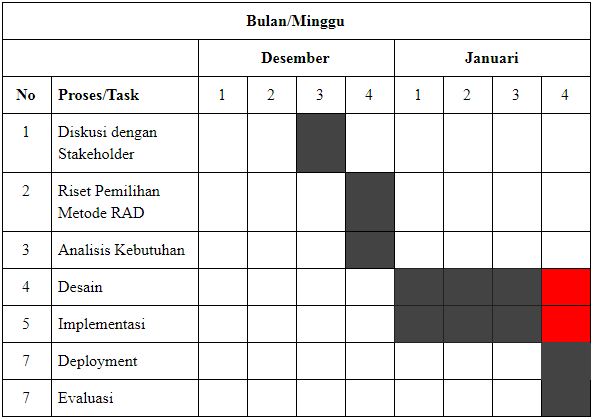 Bulan/Minggu
Desember Januari
No Proses/Task 1 2 3 4 1 2 3 4
1 Diskusi dengan
Stakeholder
2 Riset Pemilihan
Metode RAD
3 Analisis Kebutuhan
4 Desain
5 Implementasi
7 Deployment
7 Evaluasi